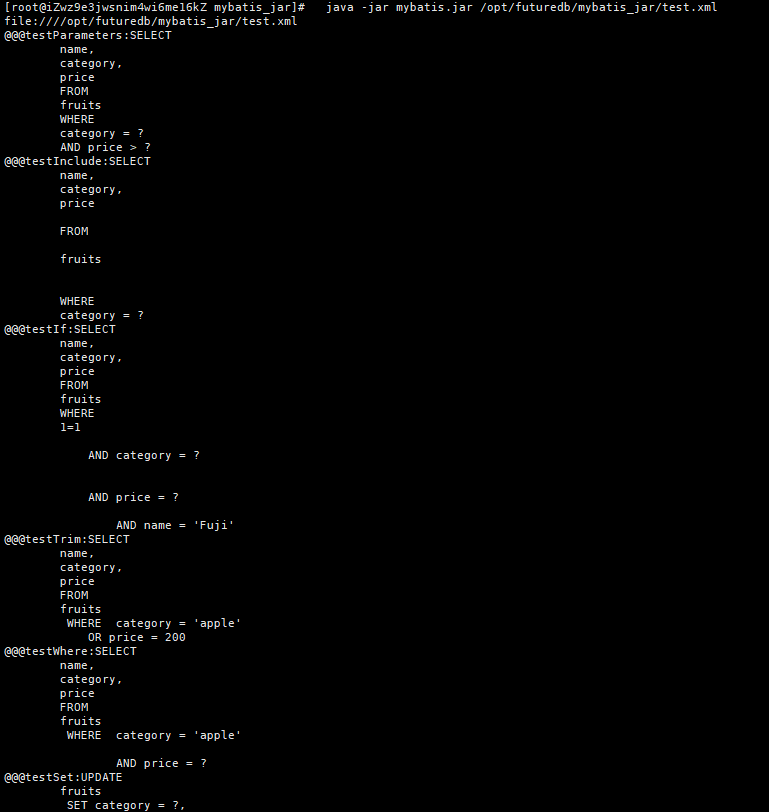 [root@iZwz9e3jwsnim4wi6me16kZ mybatis_jar]#   java -jar mybatis.jar /opt/futuredb/mybatis_jar/test.xml
file:////opt/futuredb/mybatis_jar/test.xml
@@@testParameters:SELECT
        name,
        category,
        price
        FROM
        fruits
        WHERE
        category = ?
        AND price > ?
@@@testInclude:SELECT
        name,
        category,
        price
        FROM
        fruits
        WHERE
        category = ?
@@@testIf:SELECT
        name,
        category,
        price
        FROM
        fruits
        WHERE
        1=1
            AND category = ?
            AND price = ?
                AND name = 'Fuji'
@@@testTrim:SELECT
        name,
        category,
        price
        FROM
        fruits
         WHERE  category = 'apple'
            OR price = 200
@@@testWhere:SELECT
        name,
        category,
        price
        FROM
        fruits
         WHERE  category = 'apple'
                AND price = ?
@@@testSet:UPDATE
        fruits
         SET category = ?,